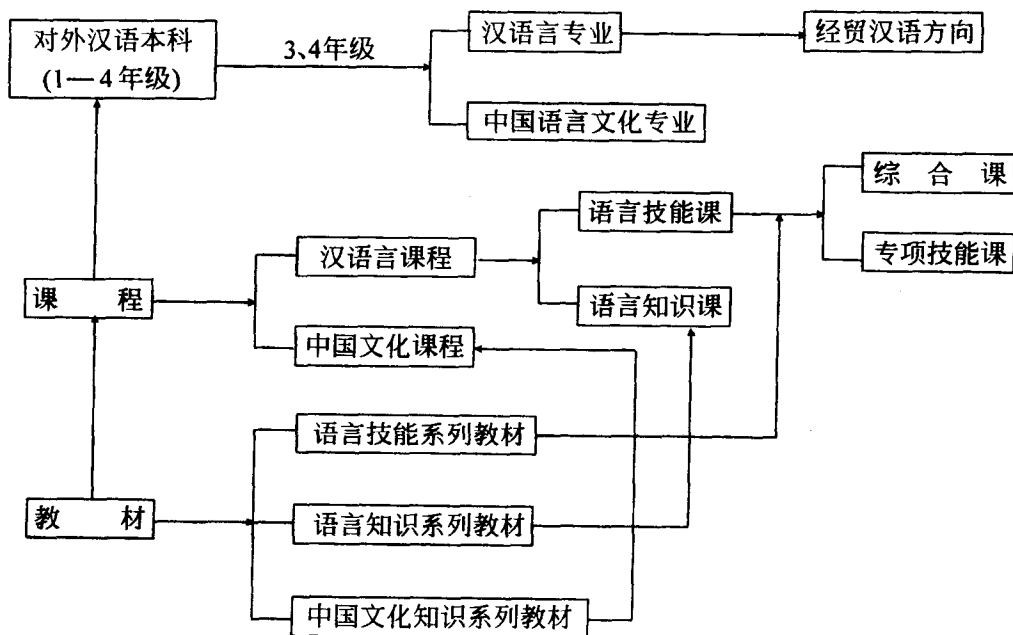 对外汉语本科
(1—4年级)
3、4年级
汉语言专业
经贸汉语方向
中国语言文化专业
综合课
语言技能课
专项技能课
汉语言课程
课程
语言知识课
中国文化课程
语言技能系列教材
教材
语言知识系列教材
中国文化知识系列教材